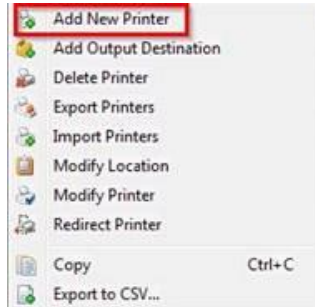 Add New Printer
Add Output Destination
Delete Printer
Export Printers
Import Printers
Modify Location
Modify Printer
Redirect Printer
Copy Ctrl+C
Export to CSV...